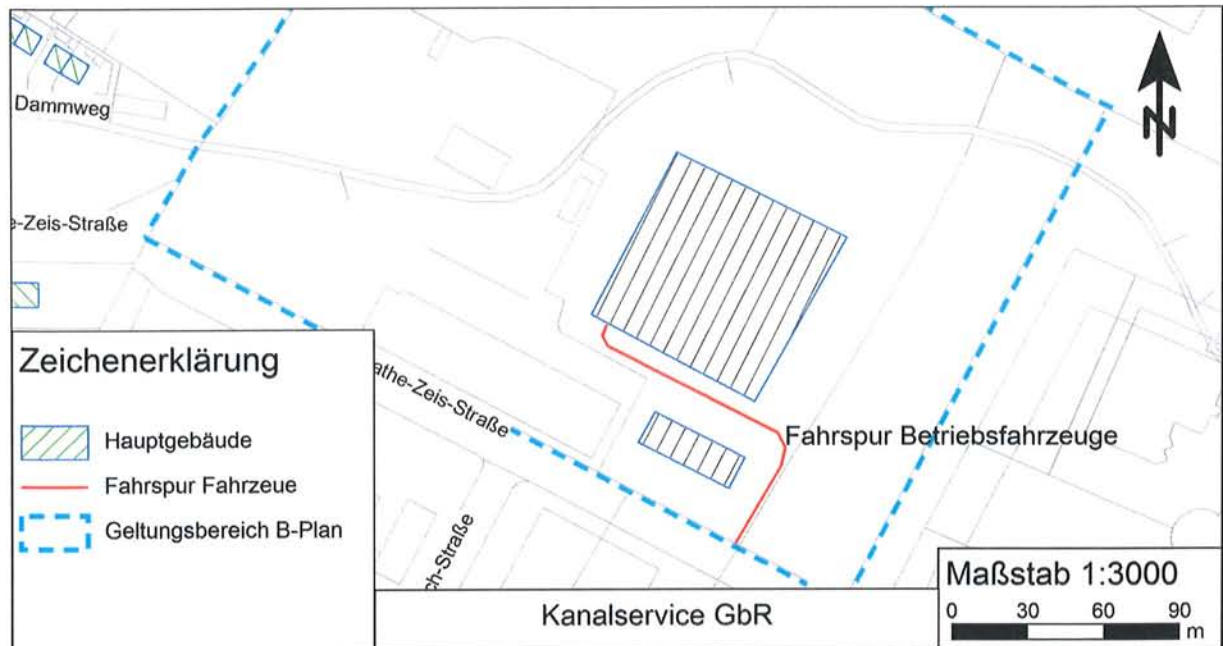 Dammweg
e-Zeis-Straße
N
Zeichenerklärung
Hauptgebäude
Fahrspur Fahrzeue
Geltungsbereich B-Plan
athe-Zeis-Straße
ch-Straße
Fahrspur Betriebsfahrzeuge
Kanalservice GbR
Maßstab 1:3000
0 30 60 90
m